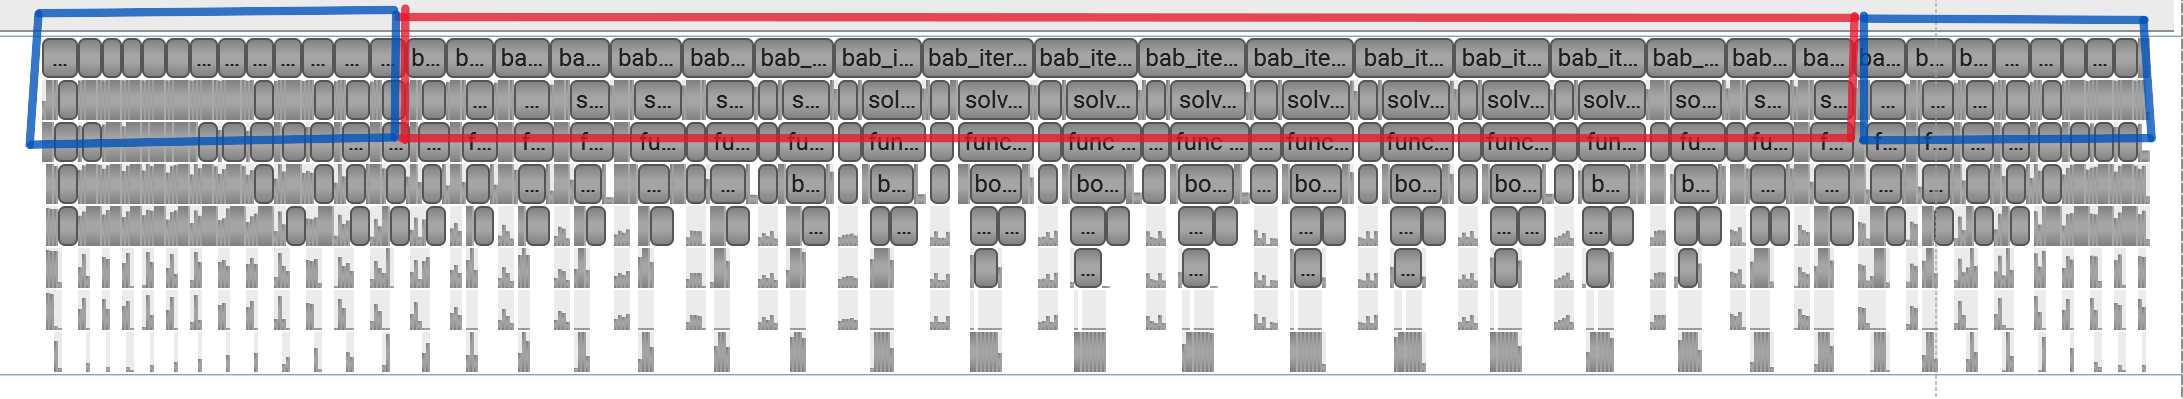 ... ... ... ... ... ... ... b... b... ba... ba... bab... bab... bab_... bab_i... bab_iter... bab_ite... bab_ite... bab_ite... bab_it... bab_it... bab_it... bab_... bab... ba... ba... b... b... ... ... ...
... ... s... s... s... s... sol... solv... solv... solv... solv... solv... solv... solv... so... s... s... ... ... ...
... ... ... f... f... f... fu... fu... fu... fun... func... func ... func ... func... func... func... fun... fu... fu... f... f... f... ... ...
... ... ... ... b... b... bo... bo... bo... ... bo... bo... bo... b... b... ... ... ... ...
... ... ... ... ... ... ... ... ... ... ...
... ... ... ...